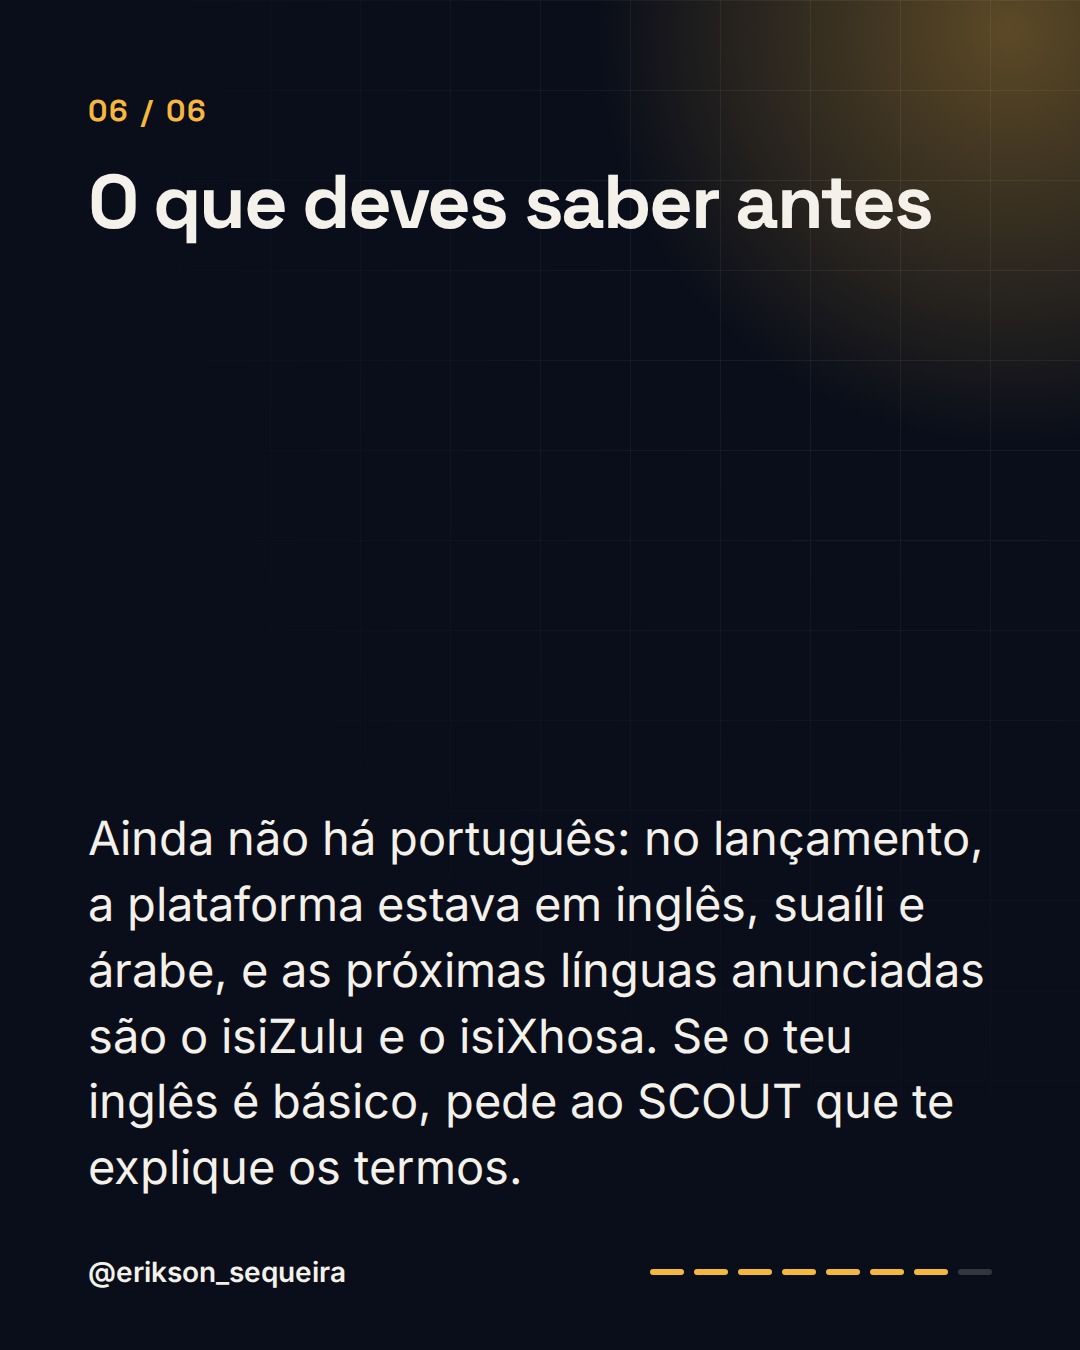 06 / 06
O que deves saber antes
Ainda não há português: no lançamento,
a plataforma estava em inglês, suaíli e
árabe, e as próximas línguas anunciadas
são o isiZulu e o isiXhosa. Se o teu
inglês é básico, pede ao SCOUT que te
explique os termos.
@erikson_sequeira